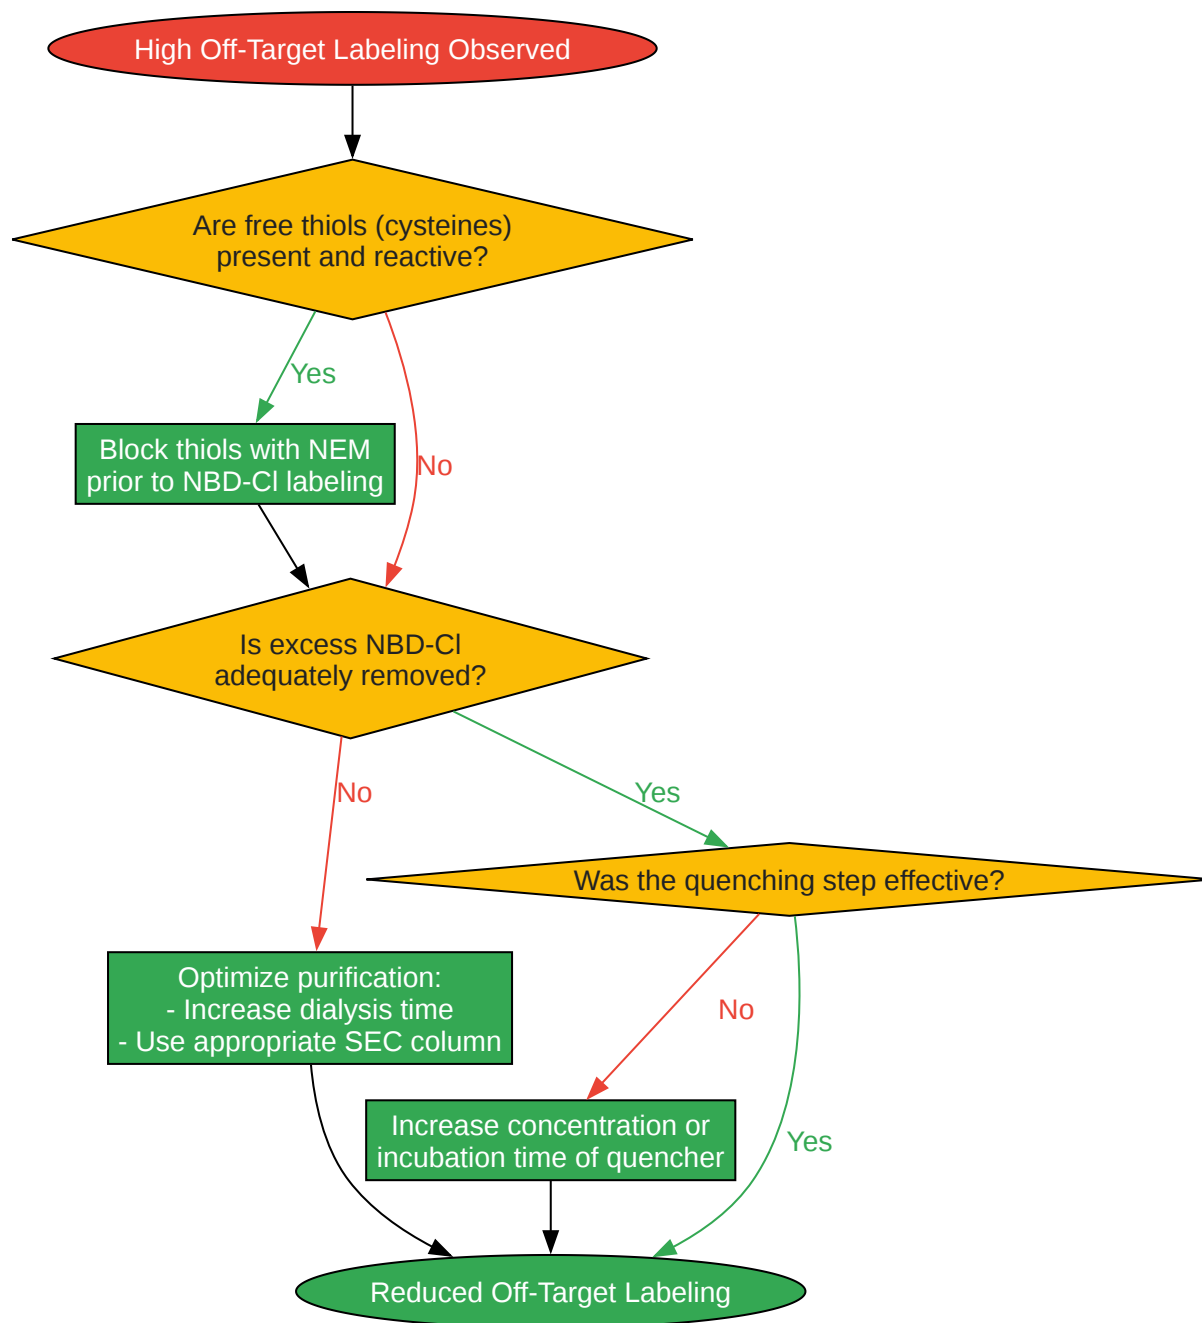 High Off-Target Labeling Observed
Are free thiols (cysteines)
present and reactive?
Yes
Block thiols with NEM
prior to NBD-Cl labeling
No
Is excess NBD-Cl
adequately removed?
No
Yes
Was the quenching step effective?
Optimize purification:
- Increase dialysis time
- Use appropriate SEC column
No
Increase concentration or
incubation time of quencher
Yes
Reduced Off-Target Labeling